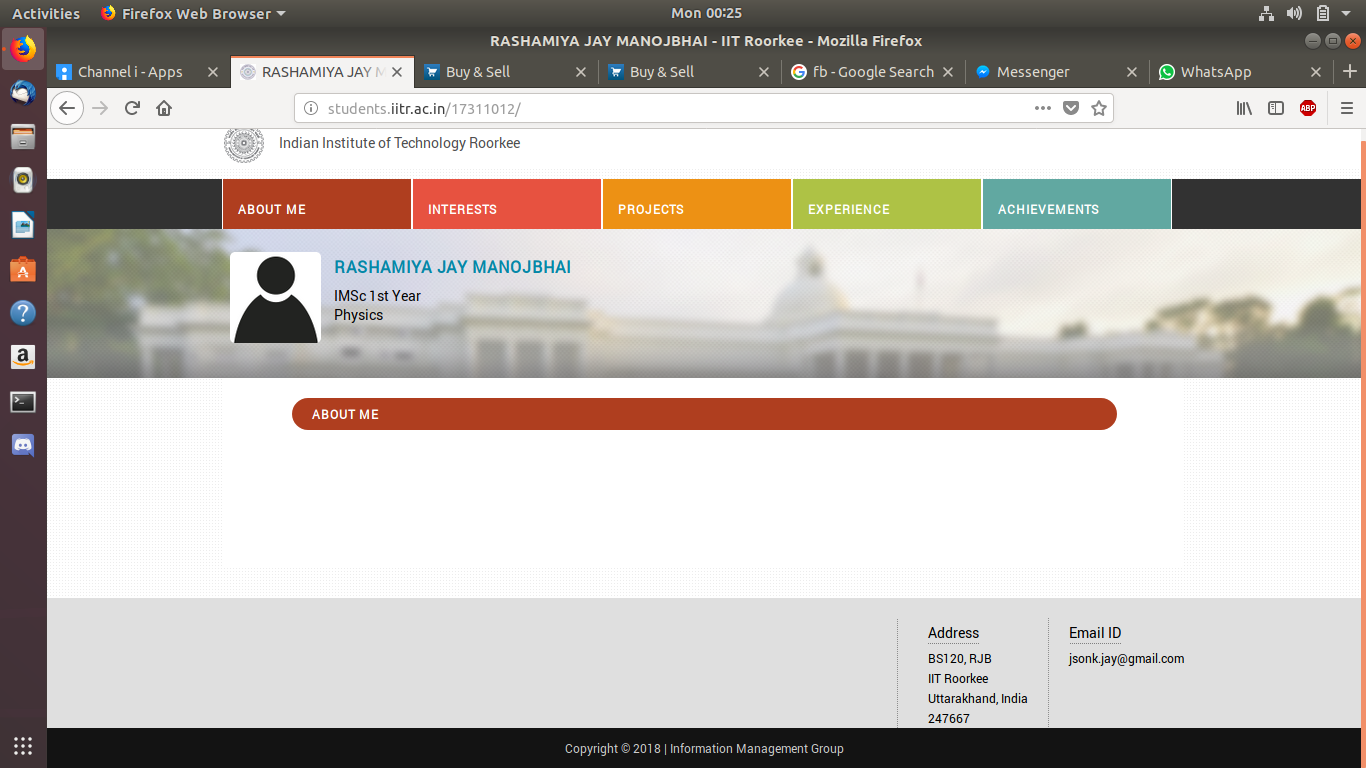 Activities Firefox Web Browser Mon 00:25
RASHAMIYA JAY MANOJBHAI - IIT Roorkee - Mozilla Firefox
Channel i - Apps RASHAMIYA JAY M Buy & Sell Buy & Sell fb - Google Search Messenger WhatsApp
students.iitr.ac.in/17311012/ ABP
Indian Institute of Technology Roorkee
ABOUT ME INTERESTS PROJECTS EXPERIENCE ACHIEVEMENTS
RASHAMIYA JAY MANOJBHAI
IMSc 1st Year
Physics
ABOUT ME
Address
BS120, RJB
IIT Roorkee
Uttarakhand, India
247667
Email ID
jsonk.jay@gmail.com
Copyright © 2018 | Information Management Group